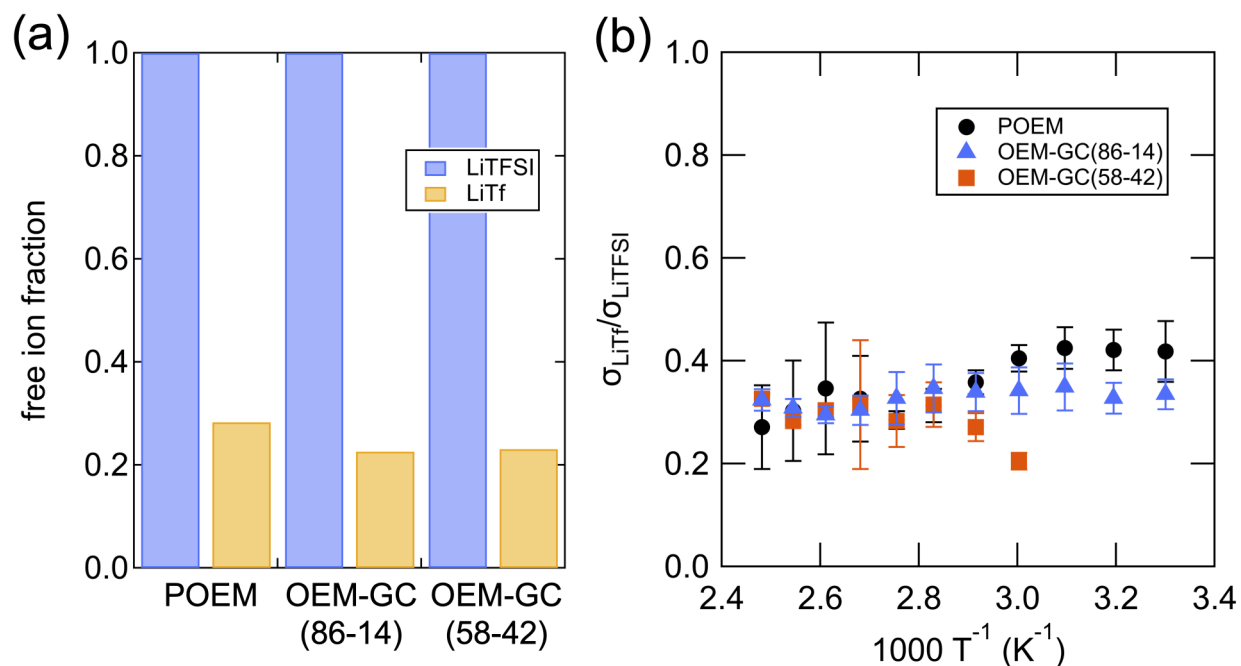 (a)
1.0
0.8
0.6
0.4
0.2
0.0
free ion fraction
LiTFSI
LiTf
POEM
OEM-GC
(86-14)
OEM-GC
(58-42)
(b)
1.0
0.8
0.6
0.4
0.2
0.0
σLiTf/σLiTFSI
POEM
OEM-GC(86-14)
OEM-GC(58-42)
2.4 2.6 2.8 3.0 3.2 3.4
1000 T⁻¹ (K⁻¹)